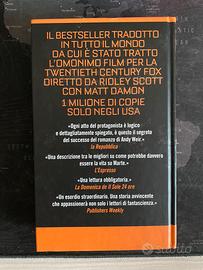 IL BESTSELLER TRADOTTO
IN TUTTO IL MONDO
DA CUI È STATO TRATTO
L'OMONIMO FILM PER LA
TWENTIETH CENTURY FOX
DIRETTO DA RIDLEY SCOTT
CON MATT DAMON
1 MILIONE DI COPIE
SOLO NEGLI USA
«Ogni atto del protagonista è logico
e dettagliatamente spiegato, è questo il segreto
del successo del romanzo di Andy Weir.»
la Repubblica
«Una descrizione tra le migliori su come potrebbe davvero
essere la vita su Marte.»
L'Espresso
«Una lettura obbligatoria.»
La Domenica de Il Sole 24 ore
«Un esordio straordinario. Una storia avvincente
che appassionerà non solo i lettori di fantascienza.»
Publishers Weekly
subito